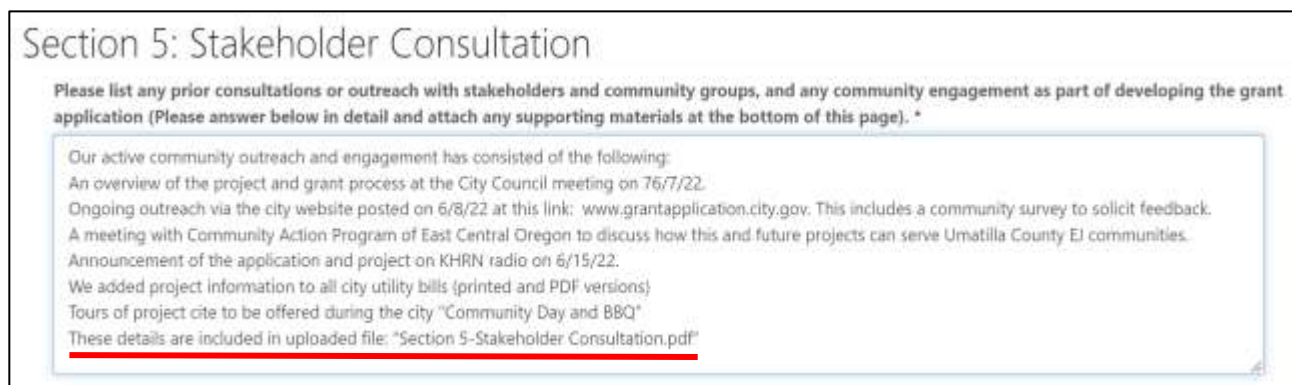 Section 5: Stakeholder Consultation
Please list any prior consultations or outreach with stakeholders and community groups, and any community engagement as part of developing the grant
application (Please answer below in detail and attach any supporting materials at the bottom of this page). *
Our active community outreach and engagement has consisted of the following:
An overview of the project and grant process at the City Council meeting on 76/7/22.
Ongoing outreach via the city website posted on 6/8/22 at this link:  www.grantapplication.city.gov. This includes a community survey to solicit feedback.
A meeting with Community Action Program of East Central Oregon to discuss how this and future projects can serve Umatilla County EJ communities.
Announcement of the application and project on KHRN radio on 6/15/22.
We added project information to all city utility bills (printed and PDF versions)
Tours of project cite to be offered during the city "Community Day and BBQ"
These details are included in uploaded file: "Section 5-Stakeholder Consultation.pdf"